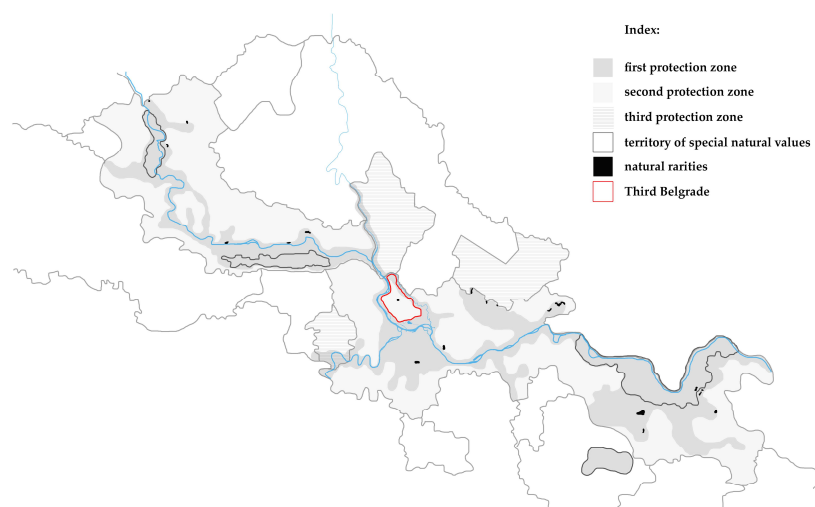 Index:
first protection zone
second protection zone
third protection zone
territory of special natural values
natural rarities
Third Belgrade